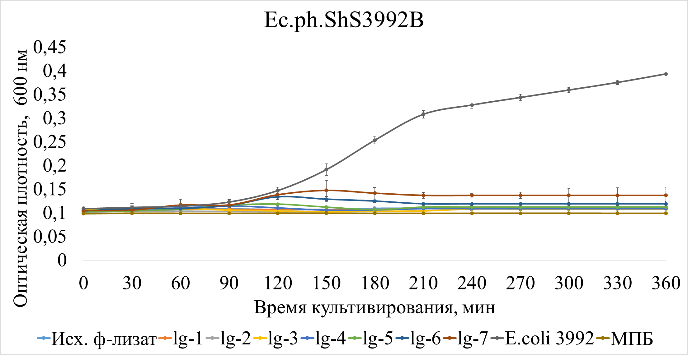 Ec.ph.ShS3992B
Оптическая плотность, 600 нм
0,45
0,4
0,35
0,3
0,25
0,2
0,15
0,1
0,05
0
0 30 60 90 120 150 180 210 240 270 300 330 360
Время культивирования, мин
Исх. ф-лизат lg-1 lg-2 lg-3 lg-4 lg-5 lg-6 lg-7 E.coli 3992 МПБ